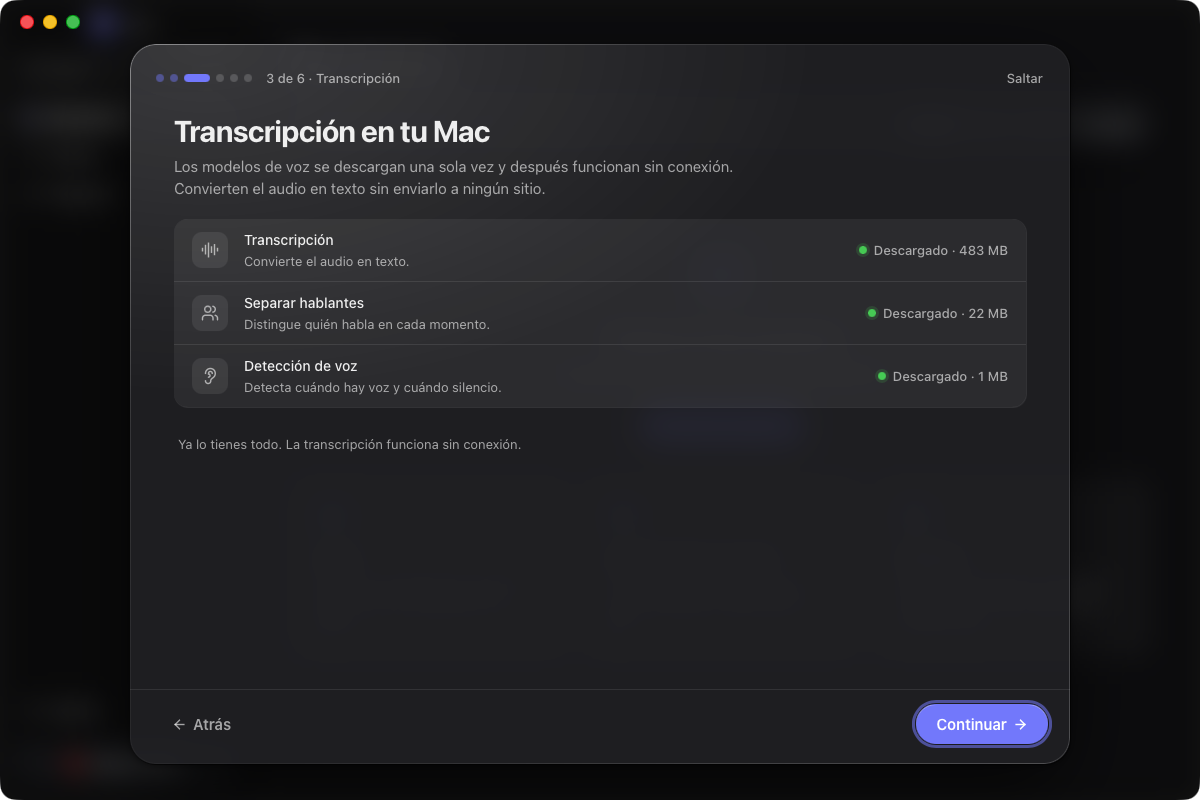 3 de 6 · Transcripción
Saltar
Transcripción en tu Mac
Los modelos de voz se descargan una sola vez y después funcionan sin conexión.
Convierten el audio en texto sin enviarlo a ningún sitio.
Transcripción
Convierte el audio en texto.
Descargado · 483 MB
Separar hablantes
Distingue quién habla en cada momento.
Descargado · 22 MB
Detección de voz
Detecta cuándo hay voz y cuándo silencio.
Descargado · 1 MB
Ya lo tienes todo. La transcripción funciona sin conexión.
← Atrás
Continuar →